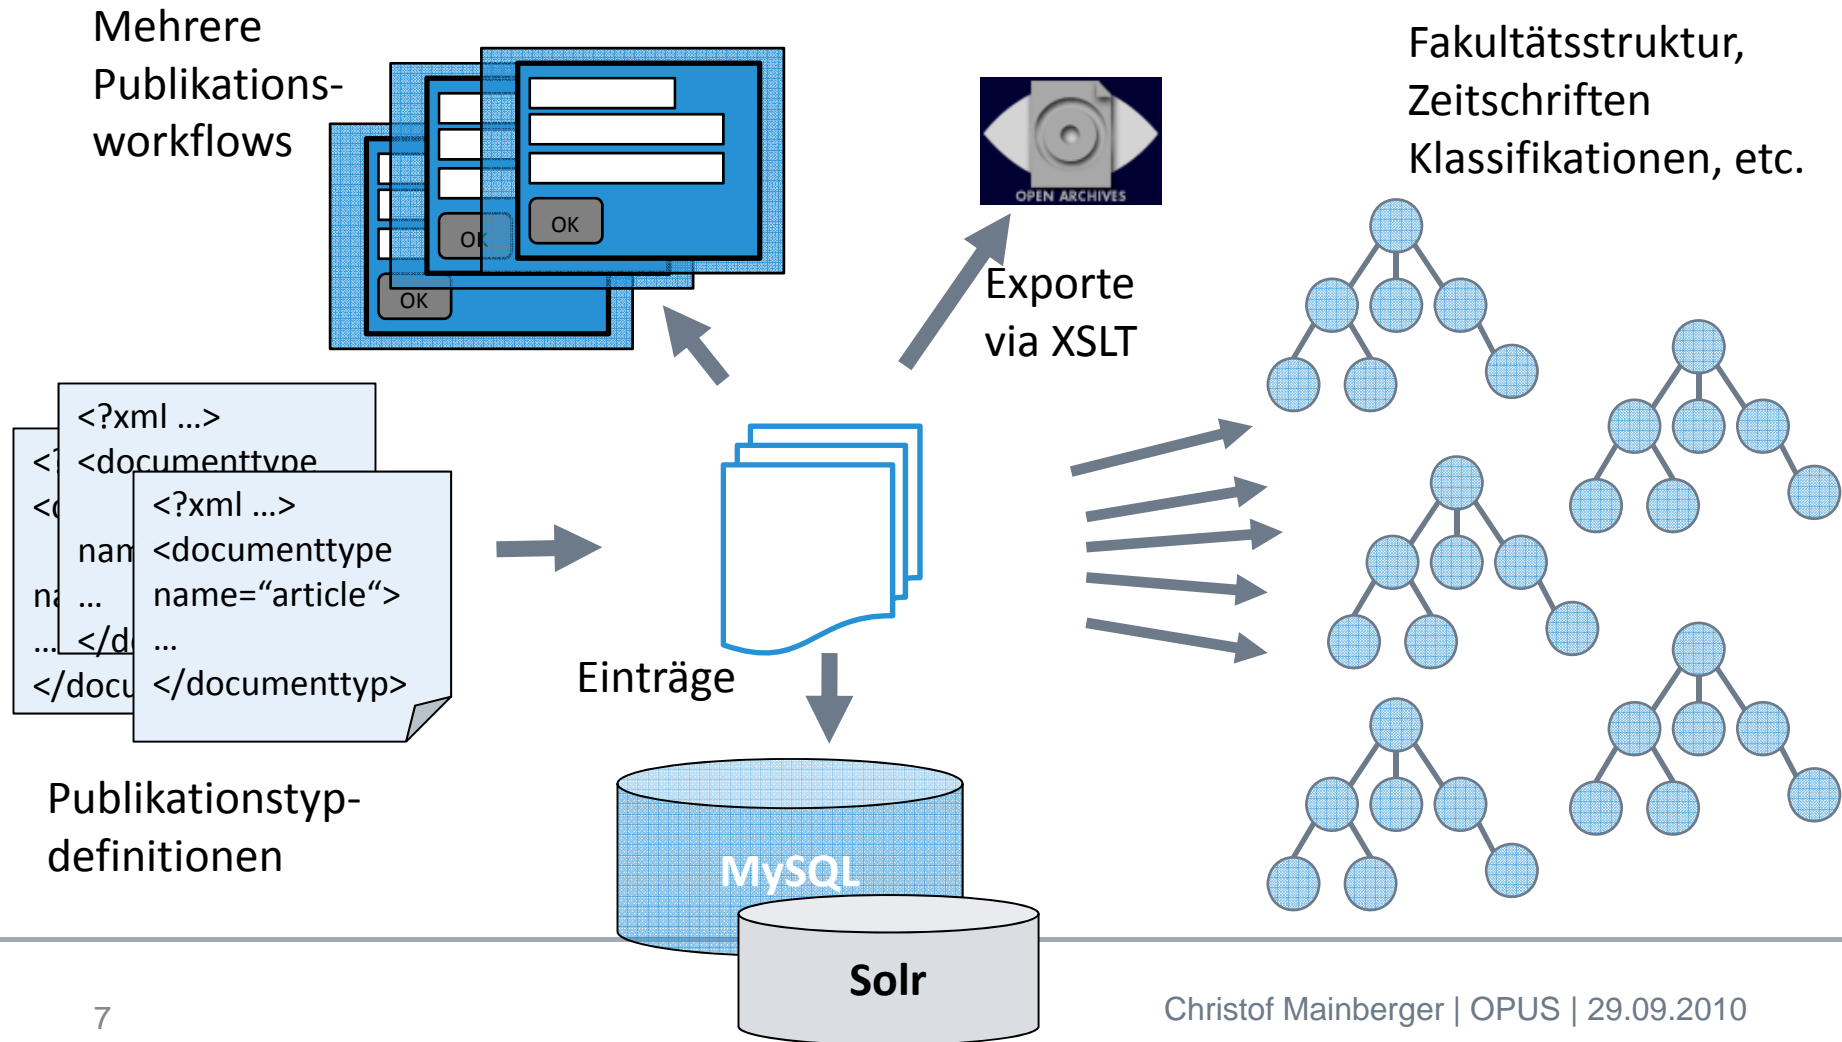 Mehrere
Publikations-
workflows
OK
OK
OK
OPEN ARCHIVES
Exporte
via XSLT
Fakultätsstruktur,
Zeitschriften
Klassifikationen, etc.
<?xml ...>
<documenttype
<?xml ...>
<documenttype
name=“article“>
...
</documenttyp>
...
...
</docu
Publikationstyp-
definitionen
Einträge
MySQL
Solr
7
Christof Mainberger | OPUS | 29.09.2010